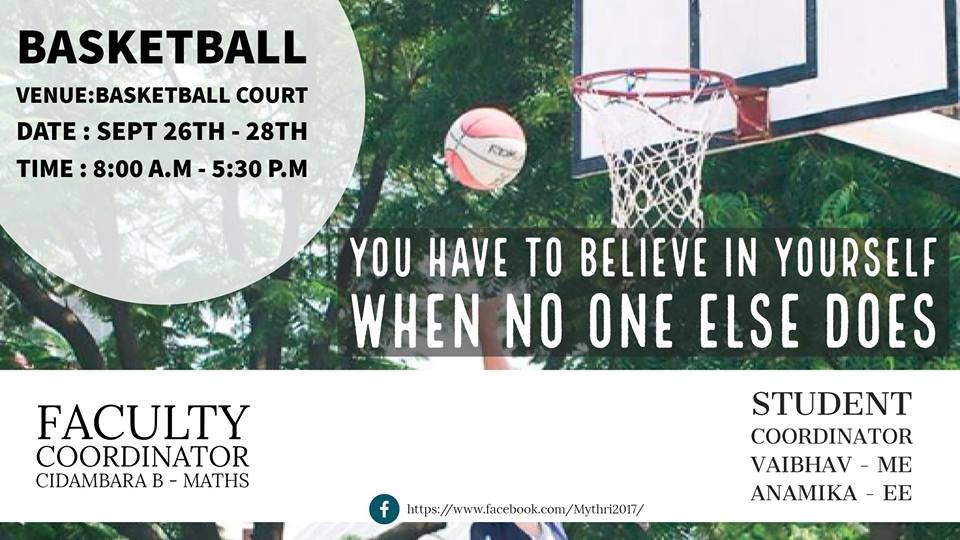 BASKETBALL
VENUE:BASKETBALL COURT
DATE : SEPT 26TH - 28TH
TIME : 8:00 A.M - 5:30 P.M
YOU HAVE TO BELIEVE IN YOURSELF
WHEN NO ONE ELSE DOES
FACULTY
COORDINATOR
CIDAMBARA B - MATHS
STUDENT
COORDINATOR
VAIBHAV - ME
ANAMIKA - EE
f https://www.facebook.com/Mythri2017/